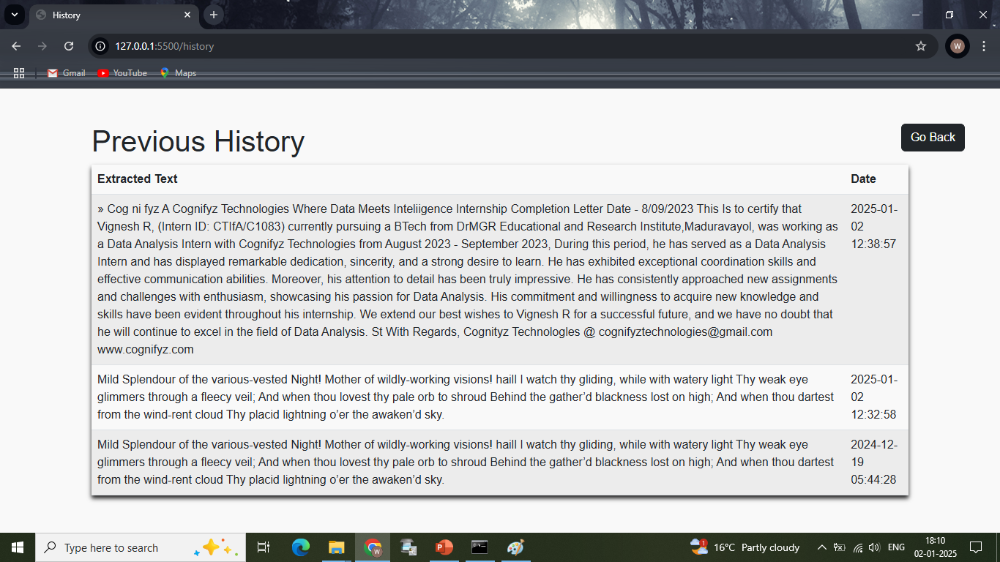 History
127.0.0.1:5500/history
W
Gmail YouTube Maps
Previous History
Go Back
Extracted Text Date
» Cog ni fyz A Cognifyz Technologies Where Data Meets Inteliigence Internship Completion Letter Date - 8/09/2023 This Is to certify that
Vignesh R, (Intern ID: CTIfA/C1083) currently pursuing a BTech from DrMGR Educational and Research Institute,Maduravayol, was working as
a Data Analysis Intern with Cognifyz Technologies from August 2023 - September 2023, During this period, he has served as a Data Analysis
Intern and has displayed remarkable dedication, sincerity, and a strong desire to learn. He has exhibited exceptional coordination skills and
effective communication abilities. Moreover, his attention to detail has been truly impressive. He has consistently approached new assignments
and challenges with enthusiasm, showcasing his passion for Data Analysis. His commitment and willingness to acquire new knowledge and
skills have been evident throughout his internship. We extend our best wishes to Vignesh R for a successful future, and we have no doubt that
he will continue to excel in the field of Data Analysis. St With Regards, Cognityz Technologles @ cognifyztechnologies@gmail.com
www.cognifyz.com
2025-01-
02
12:38:57
Mild Splendour of the various-vested Night! Mother of wildly-working visions! haill I watch thy gliding, while with watery light Thy weak eye
glimmers through a fleecy veil; And when thou lovest thy pale orb to shroud Behind the gather’d blackness lost on high; And when thou dartest
from the wind-rent cloud Thy placid lightning o’er the awaken’d sky.
2025-01-
02
12:32:58
Mild Splendour of the various-vested Night! Mother of wildly-working visions! haill I watch thy gliding, while with watery light Thy weak eye
glimmers through a fleecy veil; And when thou lovest thy pale orb to shroud Behind the gather’d blackness lost on high; And when thou dartest
from the wind-rent cloud Thy placid lightning o’er the awaken’d sky.
2024-12-
19
05:44:28
Type here to search
1
16°C Partly cloudy
ENG
18:10
02-01-2025